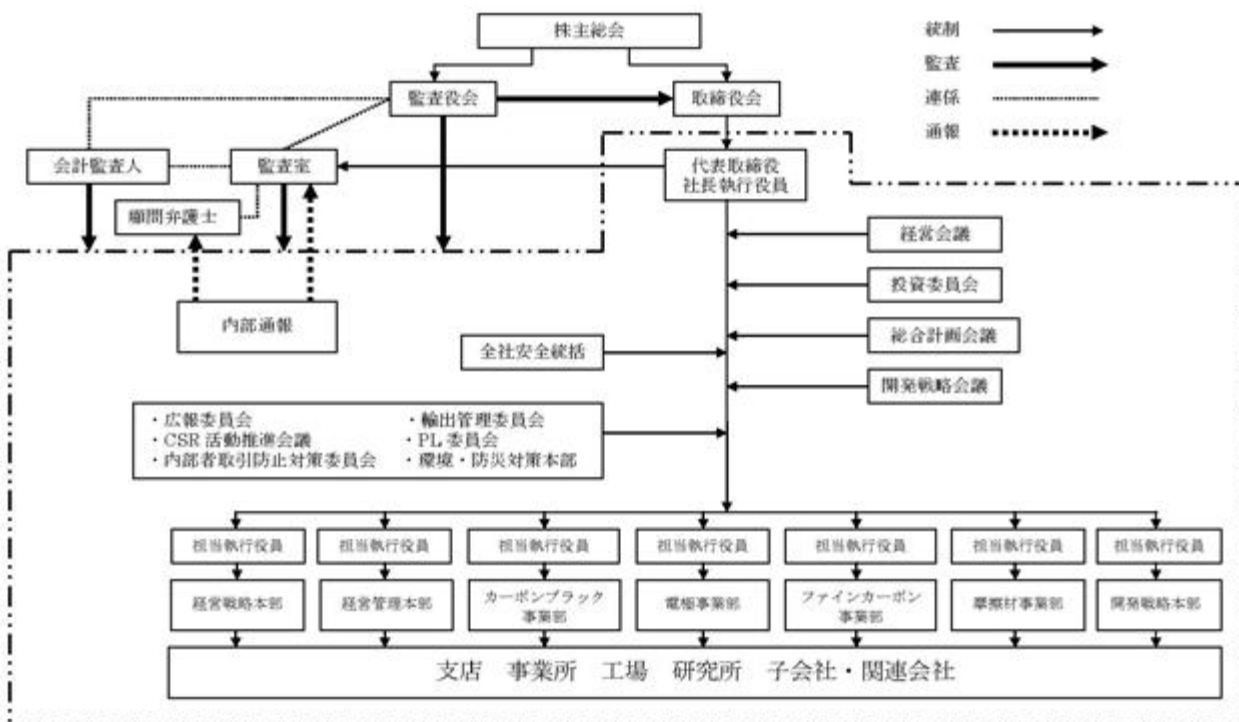 株主総会
統制
監査
連係
通報
監査役会
取締役会
会計監査人
監査室
代表取締役
社長執行役員
顧問弁護士
経営会議
投資委員会
内部通報
総合計画会議
全社安全統括
開発戦略会議
・広報委員会 ・輸出管理委員会
・CSR 活動推進会議 ・PL 委員会
・内部者取引防止対策委員会 ・環境・防災対策本部
担当執行役員 担当執行役員 担当執行役員 担当執行役員 担当執行役員 担当執行役員 担当執行役員
経営戦略本部
経営管理本部
カーボンブラック
事業部
電極事業部
ファインカーボン
事業部
摩擦材事業部
開発戦略本部
支店 事業所 工場 研究所 子会社・関連会社